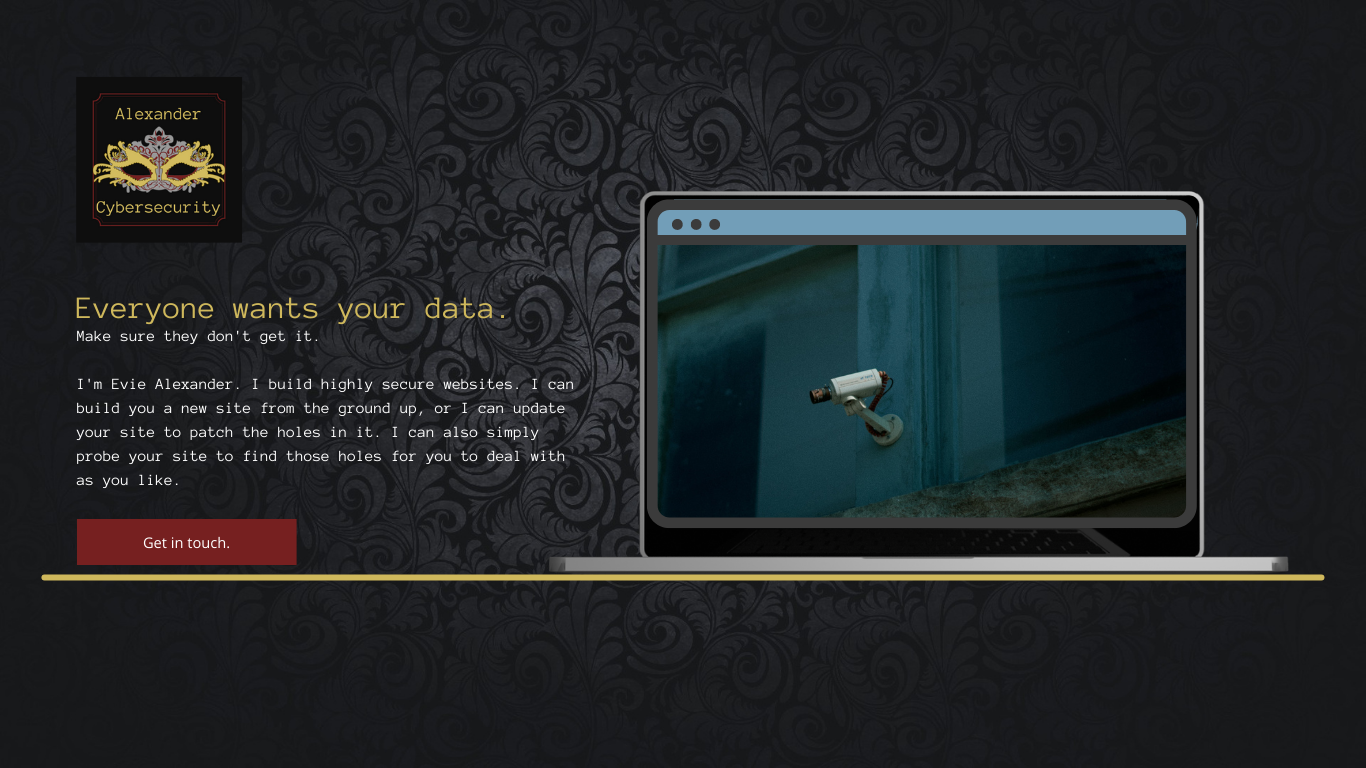 Alexander
Cybersecurity
Everyone wants your data.
Make sure they don't get it.
I'm Evie Alexander. I build highly secure websites. I can
build you a new site from the ground up, or I can update
your site to patch the holes in it. I can also simply
probe your site to find those holes for you to deal with
as you like.
Get in touch.